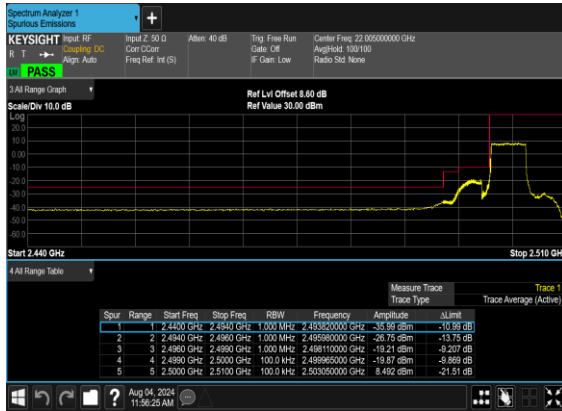 Spectrum Analyzer 1
Spurious Emissions
KEYSIGHT Input: RF Input Z: 50 Ω Atten: 40 dB Trig: Free Run Center Freq: 22.005000000 GHz
R T Coupling: DC Corr CCorr Gate: Off Avg|Hold: 100/100
Align: Auto Freq Ref: Int (S) IF Gain: Low Radio Std: None
PASS
3 All Range Graph
Ref Lvl Offset 8.60 dB
Scale/Div 10.0 dB Ref Value 30.00 dBm
Log
20.0
10.0
0.00
-10.0
-20.0
-30.0
-40.0
-50.0
-60.0
Start 2.440 GHz Stop 2.510 GH
4 All Range Table
Measure Trace Trace 1
Trace Type Trace Average (Active)
Spur Range Start Freq Stop Freq RBW Frequency Amplitude ΔLimit
1 1 2.4400 GHz 2.4940 GHz 1.000 MHz 2.493820000 GHz -35.99 dBm -10.99 dB
2 2 2.4940 GHz 2.4960 GHz 1.000 MHz 2.495980000 GHz -26.75 dBm -13.75 dB
3 3 2.4960 GHz 2.4990 GHz 1.000 MHz 2.498110000 GHz -19.21 dBm -9.207 dB
4 4 2.4990 GHz 2.5000 GHz 100.0 kHz 2.499965000 GHz -19.87 dBm -9.869 dB
5 5 2.5000 GHz 2.5100 GHz 100.0 kHz 2.503050000 GHz 8.492 dBm -21.51 dB
Aug 04, 2024
11:56:25 AM